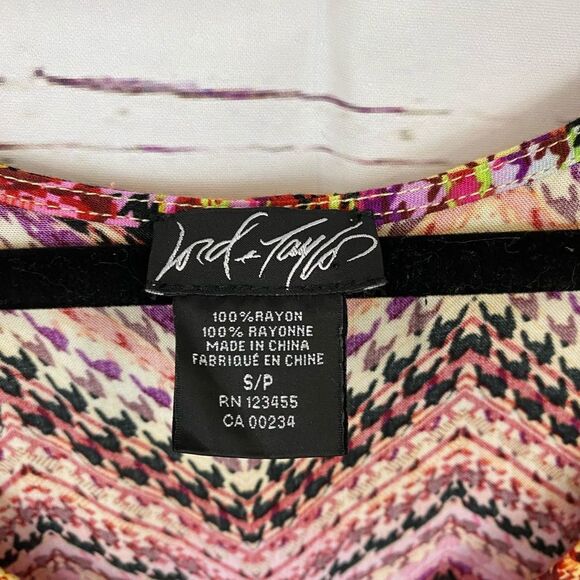 Lord & Taylor
100%RAYON
100% RAYONNE
MADE IN CHINA
FABRIQUÉ EN CHINE
S/P
RN 123455
CA 00234